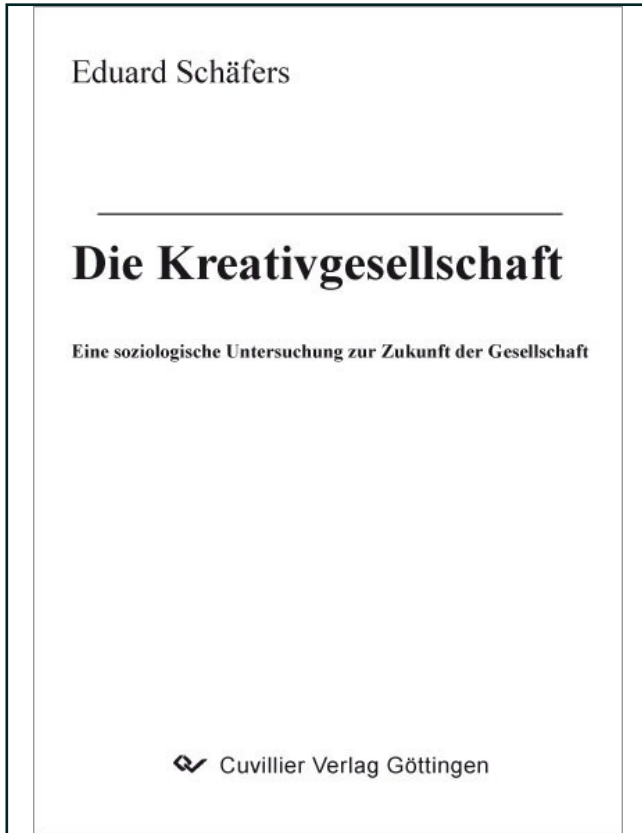 Eduard Schäfers
Die Kreativgesellschaft
Eine soziologische Untersuchung zur Zukunft der Gesellschaft
Cuvillier Verlag Göttingen